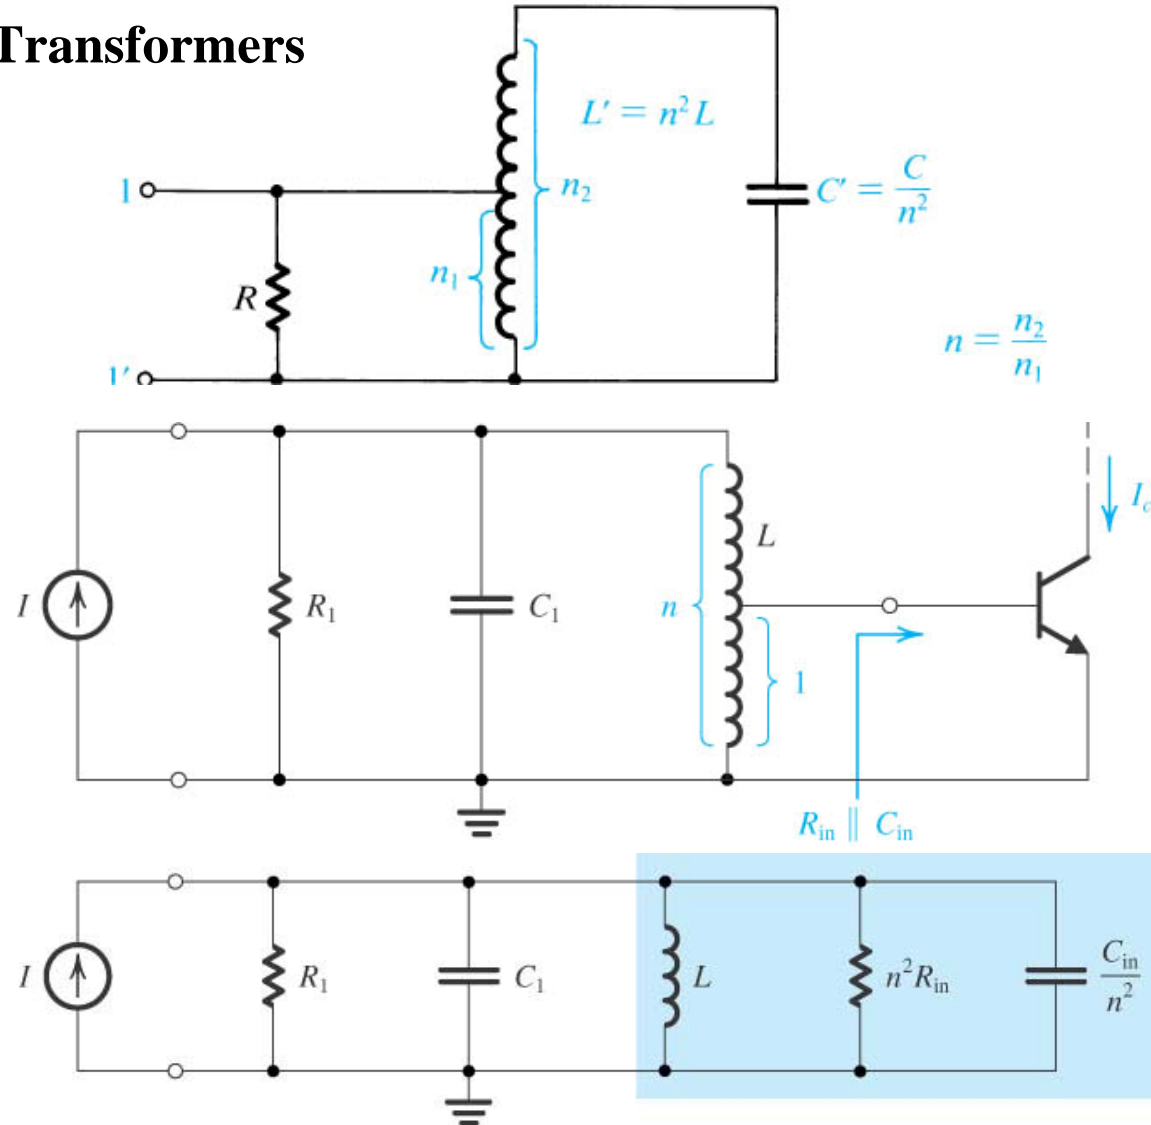 Transformers
L′ = n²L
1
n₂
C′ = C/n²
n₁
R
n = n₂/n₁
1′
I
R₁
C₁
n
L
1
I꜀
Rᵢₙ ∥ Cᵢₙ
I
R₁
C₁
L
n²Rᵢₙ
Cᵢₙ/n²